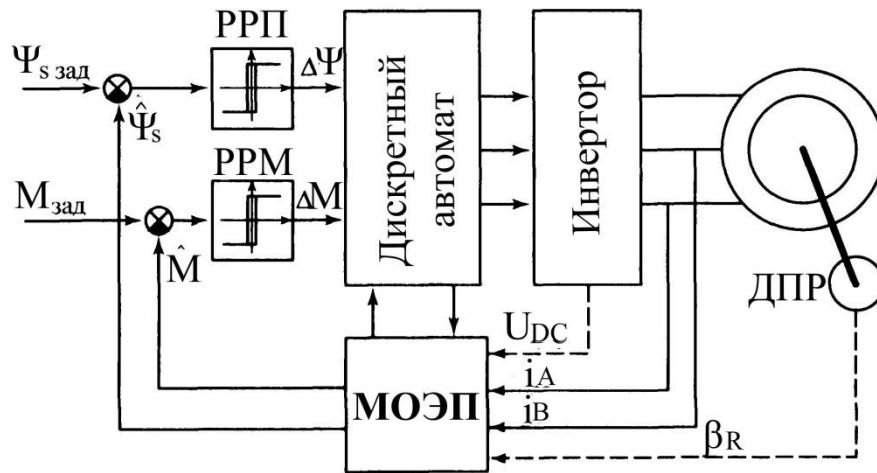 РРП
Ψs зад
ΔΨ
Ψ̂s
РРМ
Mзад
ΔM
M̂
Дискретный
автомат
Инвертор
ДПР
UDC
iA
iB
МОЭП
βR